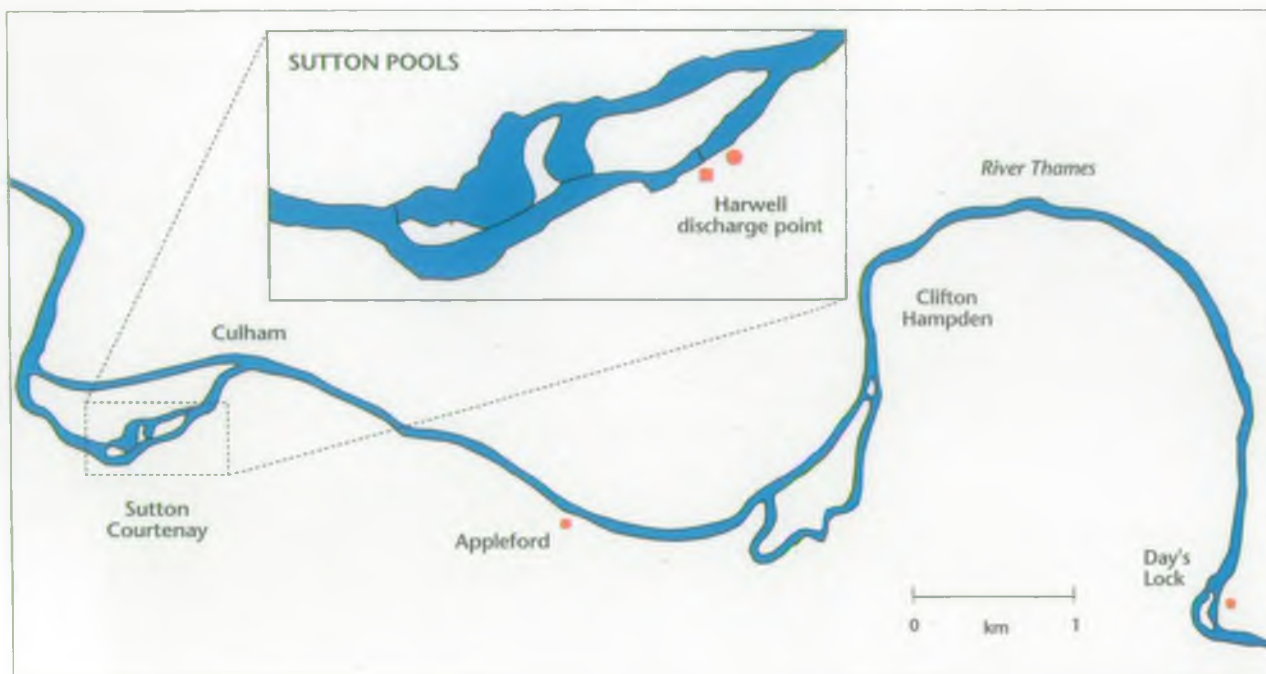 SUTTON POOLS
Harwell
discharge point
River Thames
Clifton
Hampden
Culham
Sutton
Courtenay
Appleford
Day's
Lock
0 km 1